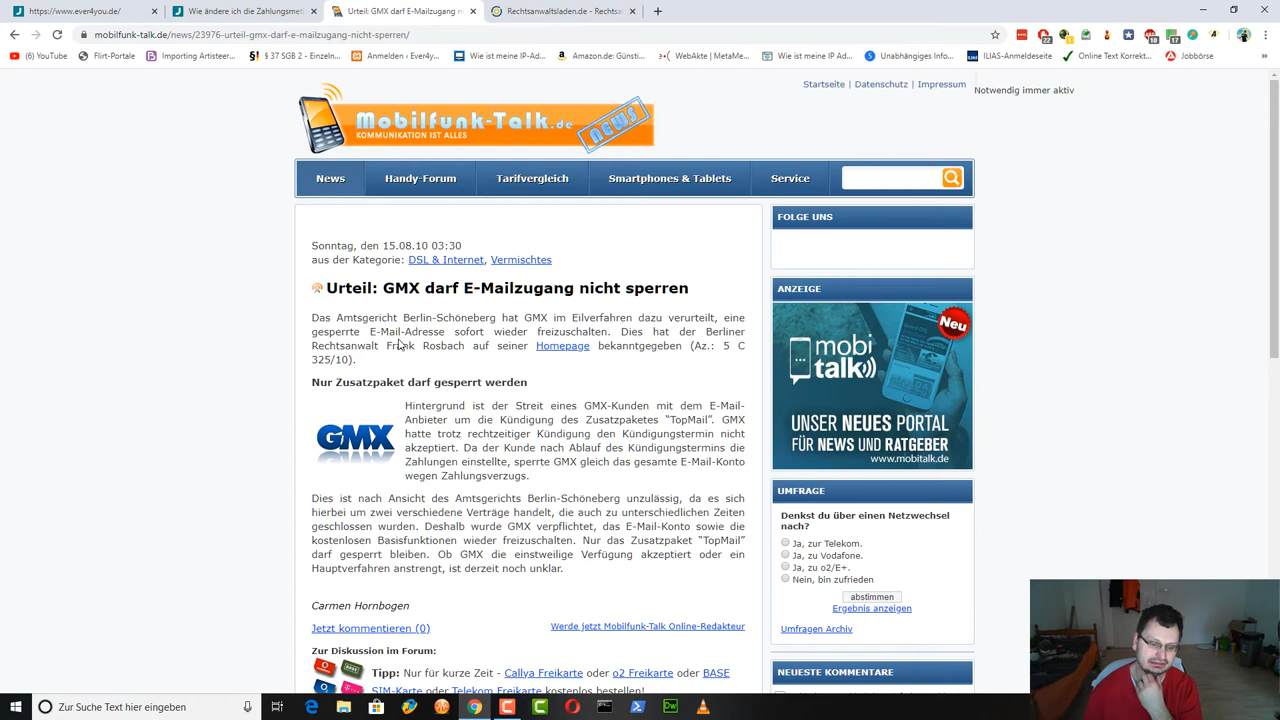 https://www.ever4you.de/
Wie ändere ich die Zahlungsmet
Urteil: GMX darf E-Mailzugang n
Rechtsanwaltsladen.de - Rechtsa
mobilfunk-talk.de/news/23976-urteil-gmx-darf-e-mailzugang-nicht-sperren/
(6) YouTube
Flirt-Portale
Importing Artisteer...
§ 37 SGB 2 - Einzeln...
Anmelden ‹ Ever4y...
Wie ist meine IP-Ad...
Amazon.de: Günsti...
WebAkte | MetaMe...
Wie ist meine IP-Adr...
Unabhängiges Info...
ILIAS-Anmeldeseite
Online Text Korrekt...
Jobbörse
Startseite | Datenschutz | Impressum
Notwendig immer aktiv
Mobilfunk-Talk.de
KOMMUNIKATION IST ALLES
news
News
Handy-Forum
Tarifvergleich
Smartphones & Tablets
Service
Sonntag, den 15.08.10 03:30
aus der Kategorie: DSL & Internet, Vermischtes
Urteil: GMX darf E-Mailzugang nicht sperren
Das Amtsgericht Berlin-Schöneberg hat GMX im Eilverfahren dazu verurteilt, eine
gesperrte E-Mail-Adresse sofort wieder freizuschalten. Dies hat der Berliner
Rechtsanwalt Frank Rosbach auf seiner Homepage bekanntgegeben (Az.: 5 C
325/10).
Nur Zusatzpaket darf gesperrt werden
GMX
Hintergrund ist der Streit eines GMX-Kunden mit dem E-Mail-
Anbieter um die Kündigung des Zusatzpaketes “TopMail”. GMX
hatte trotz rechtzeitiger Kündigung den Kündigungstermin nicht
akzeptiert. Da der Kunde nach Ablauf des Kündigungstermins die
Zahlungen einstellte, sperrte GMX gleich das gesamte E-Mail-Konto
wegen Zahlungsverzugs.
Dies ist nach Ansicht des Amtsgerichts Berlin-Schöneberg unzulässig, da es sich
hierbei um zwei verschiedene Verträge handelt, die auch zu unterschiedlichen Zeiten
geschlossen wurden. Deshalb wurde GMX verpflichtet, das E-Mail-Konto sowie die
kostenlosen Basisfunktionen wieder freizuschalten. Nur das Zusatzpaket “TopMail”
darf gesperrt bleiben. Ob GMX die einstweilige Verfügung akzeptiert oder ein
Hauptverfahren anstrengt, ist derzeit noch unklar.
Carmen Hornbogen
Jetzt kommentieren (0)
Werde jetzt Mobilfunk-Talk Online-Redakteur
Zur Diskussion im Forum:
Tipp: Nur für kurze Zeit - Callya Freikarte oder o2 Freikarte oder BASE
SIM-Karte oder Telekom Freikarte kostenlos bestellen!
FOLGE UNS
ANZEIGE
Neu
mobi
talk//
UNSER NEUES PORTAL
FÜR NEWS UND RATGEBER
www.mobitalk.de
UMFRAGE
Denkst du über einen Netzwechsel
nach?
Ja, zur Telekom.
Ja, zu Vodafone.
Ja, zu o2/E+.
Nein, bin zufrieden
abstimmen
Ergebnis anzeigen
Umfragen Archiv
NEUESTE KOMMENTARE
Zur Suche Text hier eingeben